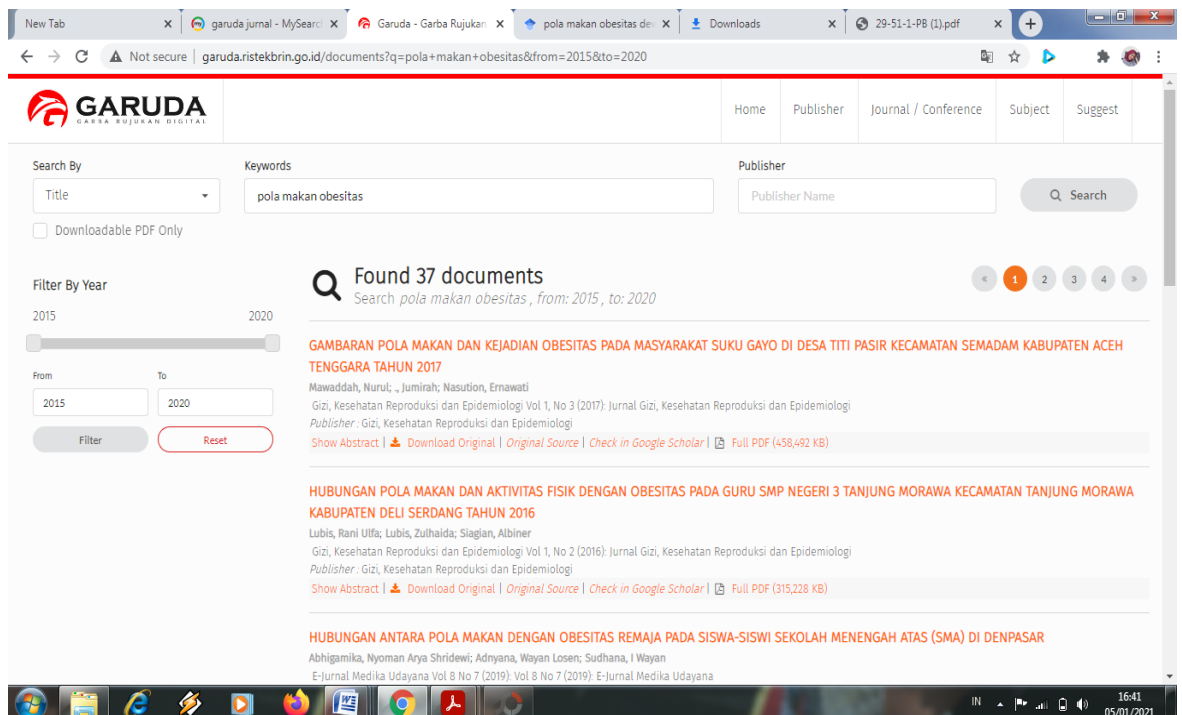 New Tab
garuda jurnal - MySearc
Garuda - Garba Rujukan
pola makan obesitas de
Downloads
29-51-1-PB (1).pdf
Not secure | garuda.ristekbrin.go.id/documents?q=pola+makan+obesitas&from=2015&to=2020
GARUDA
GARBA RUJUKAN DIGITAL
Home Publisher Journal / Conference Subject Suggest
Search By Keywords Publisher
Title pola makan obesitas Publisher Name Search
Downloadable PDF Only
Filter By Year
2015 2020
From To
2015 2020
Filter Reset
Found 37 documents
Search pola makan obesitas , from: 2015 , to: 2020
« 1 2 3 4 »
GAMBARAN POLA MAKAN DAN KEJADIAN OBESITAS PADA MASYARAKAT SUKU GAYO DI DESA TITI PASIR KECAMATAN SEMADAM KABUPATEN ACEH
TENGGARA TAHUN 2017
Mawaddah, Nurul; ., Jumirah; Nasution, Ernawati
Gizi, Kesehatan Reproduksi dan Epidemiologi Vol 1, No 3 (2017): Jurnal Gizi, Kesehatan Reproduksi dan Epidemiologi
Publisher : Gizi, Kesehatan Reproduksi dan Epidemiologi
Show Abstract | Download Original | Original Source | Check in Google Scholar | Full PDF (458,492 KB)
HUBUNGAN POLA MAKAN DAN AKTIVITAS FISIK DENGAN OBESITAS PADA GURU SMP NEGERI 3 TANJUNG MORAWA KECAMATAN TANJUNG MORAWA
KABUPATEN DELI SERDANG TAHUN 2016
Lubis, Rani Ulfa; Lubis, Zulhaida; Siagian, Albiner
Gizi, Kesehatan Reproduksi dan Epidemiologi Vol 1, No 2 (2016): Jurnal Gizi, Kesehatan Reproduksi dan Epidemiologi
Publisher : Gizi, Kesehatan Reproduksi dan Epidemiologi
Show Abstract | Download Original | Original Source | Check in Google Scholar | Full PDF (315,228 KB)
HUBUNGAN ANTARA POLA MAKAN DENGAN OBESITAS REMAJA PADA SISWA-SISWI SEKOLAH MENENGAH ATAS (SMA) DI DENPASAR
Abhigamika, Nyoman Arya Shridewi; Adnyana, Wayan Losen; Sudhana, I Wayan
E-Jurnal Medika Udayana Vol 8 No 7 (2019): Vol 8 No 7 (2019): E-Jurnal Medika Udayana
IN 16:41
05/01/2021